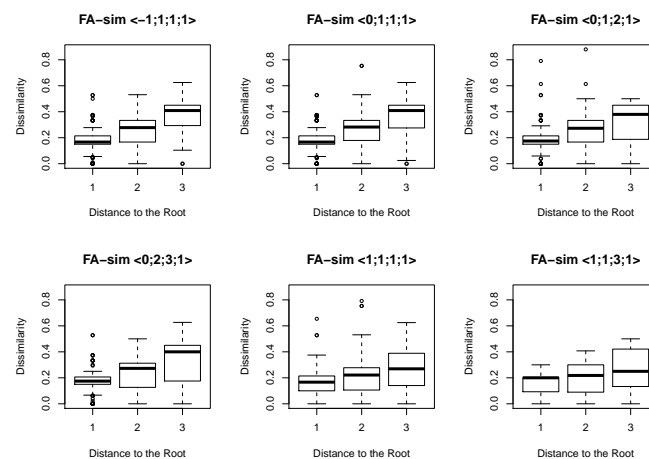 FA−sim <−1;1;1;1>
FA−sim <0;1;1;1>
FA−sim <0;1;2;1>
Dissimilarity
0.0 0.2 0.4 0.6 0.8
1 2 3
Distance to the Root
Dissimilarity
0.0 0.2 0.4 0.6 0.8
1 2 3
Distance to the Root
Dissimilarity
0.0 0.2 0.4 0.6 0.8
1 2 3
Distance to the Root
FA−sim <0;2;3;1>
FA−sim <1;1;1;1>
FA−sim <1;1;3;1>
Dissimilarity
0.0 0.2 0.4 0.6 0.8
1 2 3
Distance to the Root
Dissimilarity
0.0 0.2 0.4 0.6 0.8
1 2 3
Distance to the Root
Dissimilarity
0.0 0.2 0.4 0.6 0.8
1 2 3
Distance to the Root